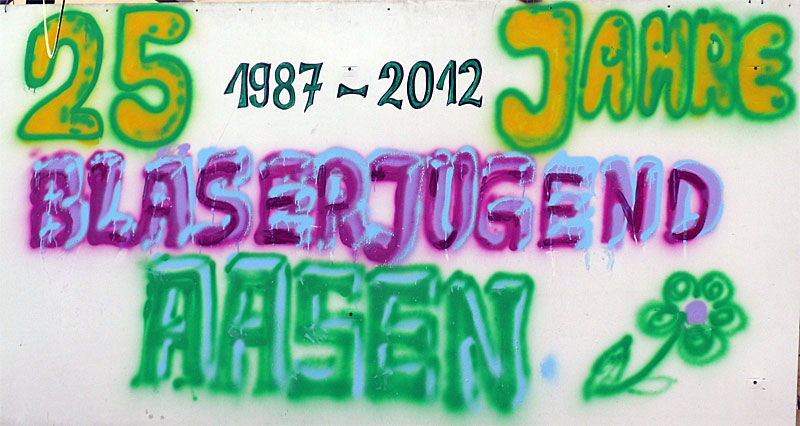 25 1987-2012 JAHRE
BLÄSERJUGEND
AASEN